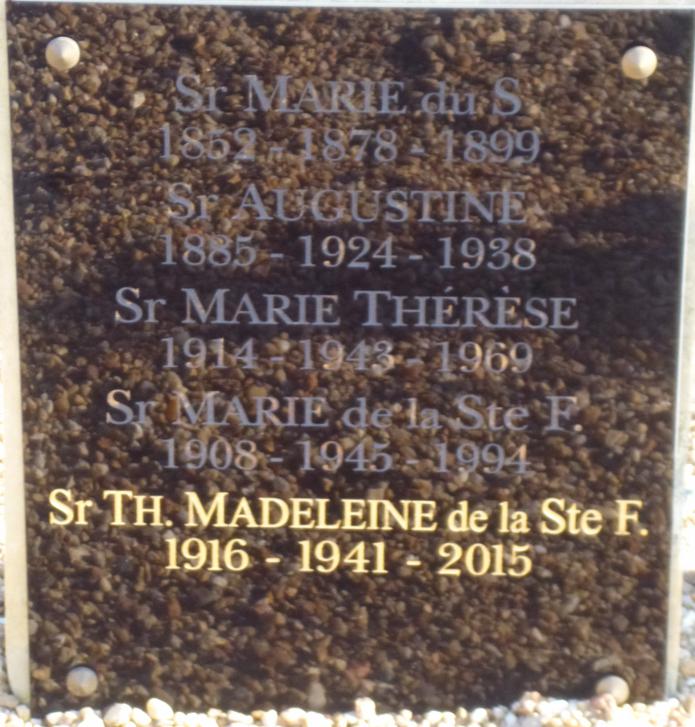 Sr MARIE du S
1852 - 1878 - 1899
Sr AUGUSTINE
1885 - 1924 - 1938
Sr MARIE THÉRÈSE
1914 - 1943 - 1969
Sr MARIE de la Ste F.
1908 - 1945 - 1994
Sr TH. MADELEINE de la Ste F.
1916 - 1941 - 2015